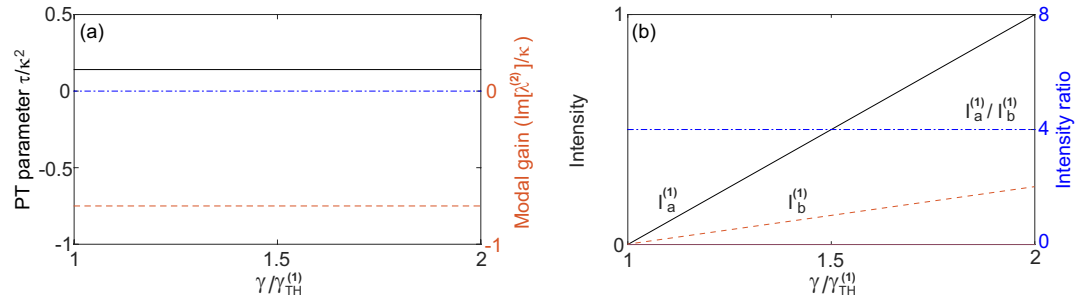 (a)
PT parameter τ/κ²
0.5
0
-0.5
-1
1
1.5
2
γ/γ_TH^(1)
0
-1
Modal gain (Im[λ^(2)]/κ)
(b)
Intensity
1
0
I_a^(1)
I_b^(1)
I_a^(1)/I_b^(1)
1
1.5
2
γ/γ_TH^(1)
8
4
0
Intensity ratio